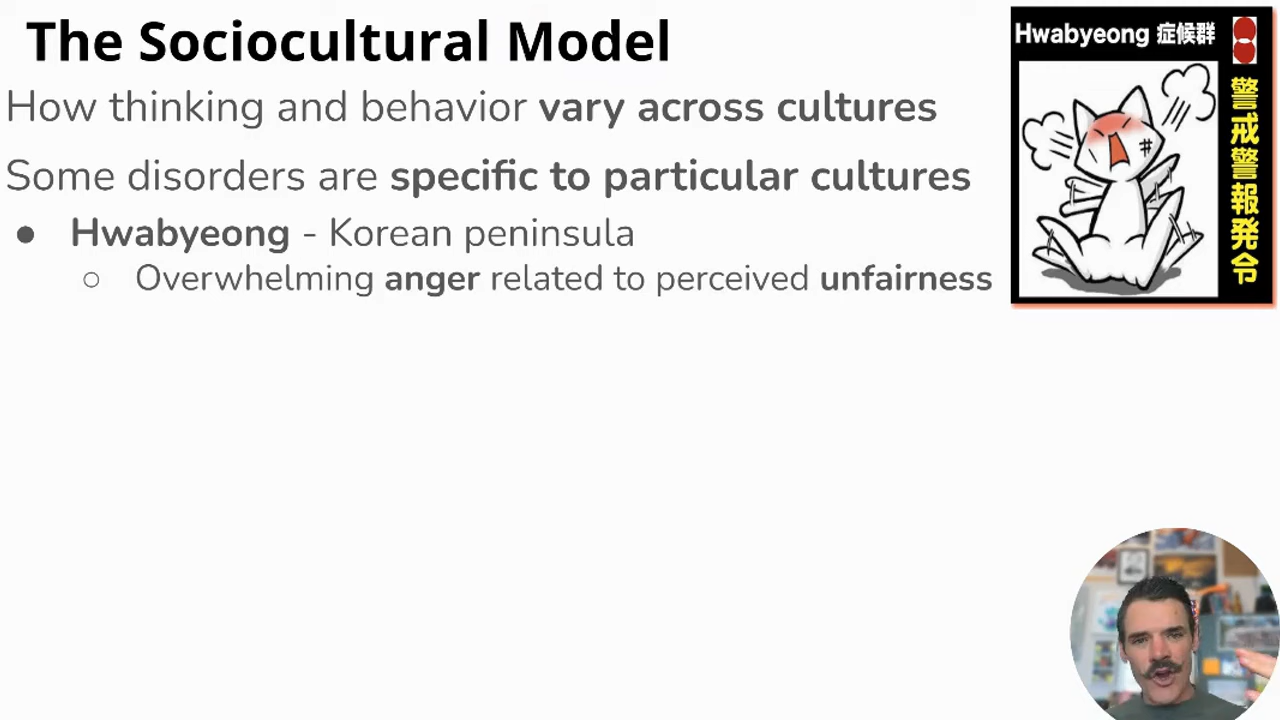 The Sociocultural Model
How thinking and behavior vary across cultures
Some disorders are specific to particular cultures
● Hwabyeong - Korean peninsula
○ Overwhelming anger related to perceived unfairness
Hwabyeong 症候群
警戒警報発令